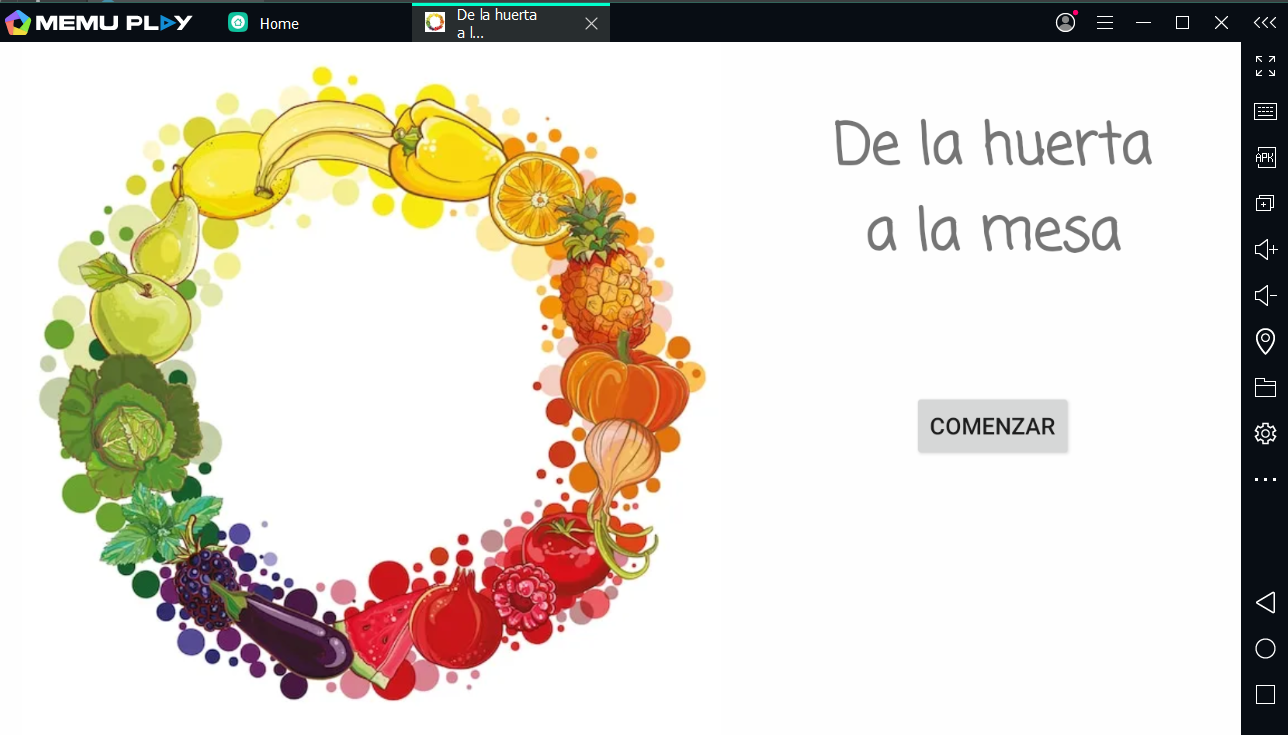 MEMU PLAY
Home
De la huerta
a l...
APK
De la huerta
a la mesa
COMENZAR